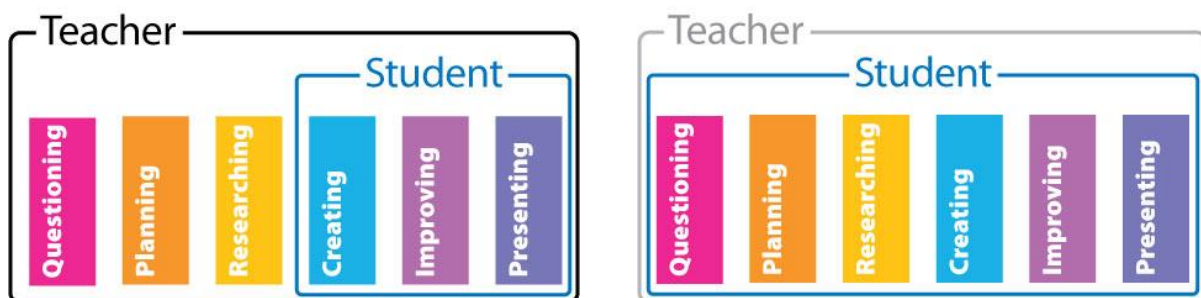 Teacher
Student
Questioning
Planning
Researching
Creating
Improving
Presenting
Teacher
Student
Questioning
Planning
Researching
Creating
Improving
Presenting